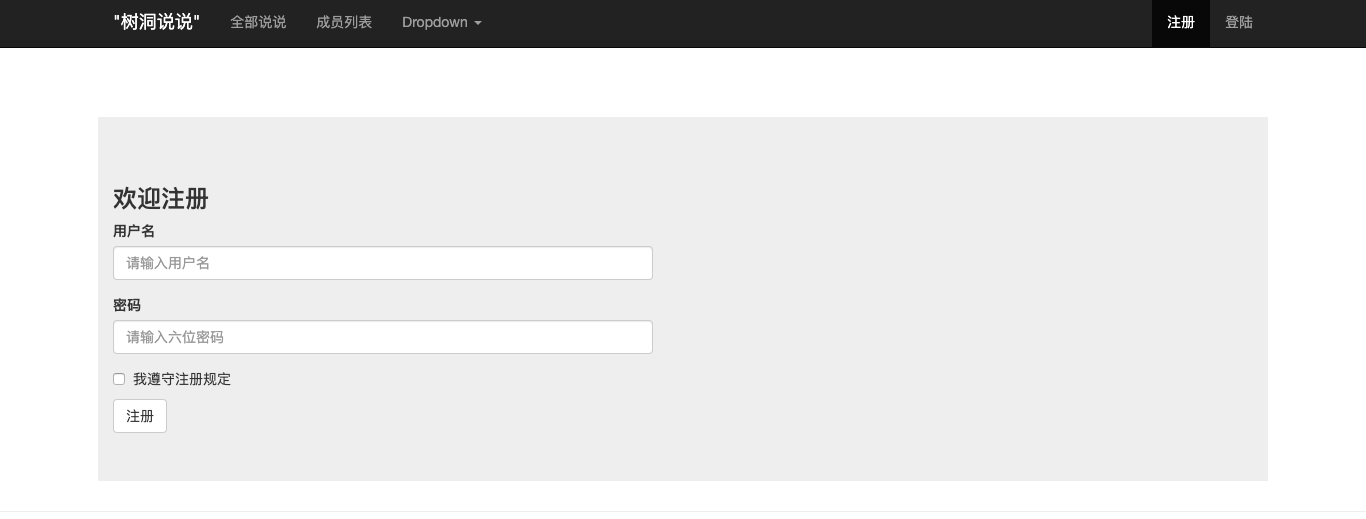 "树洞说说" 全部说说 成员列表 Dropdown 注册 登陆
欢迎注册
用户名
请输入用户名
密码
请输入六位密码
我遵守注册规定
注册